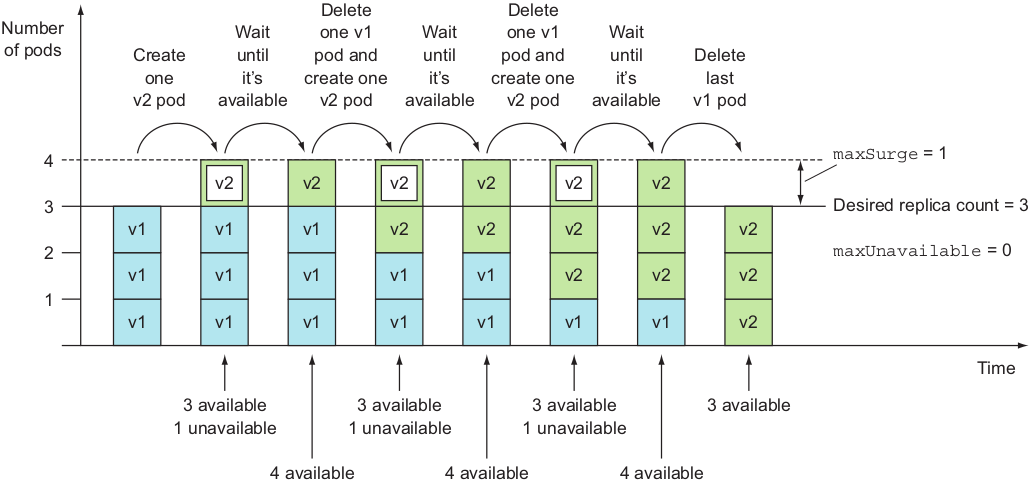 Number
of pods
Create
one
v2 pod
Wait
until
it's
available
Delete
one v1
pod and
create one
v2 pod
Wait
until
it's
available
Delete
one v1
pod and
create one
v2 pod
Wait
until
it's
available
Delete
last
v1 pod
4
3
2
1
v1
v1
v1
v2
v1
v1
v1
v2
v1
v1
v1
v2
v2
v1
v1
v2
v2
v1
v1
v2
v2
v2
v1
v2
v2
v2
v1
v2
v2
v2
maxSurge = 1
Desired replica count = 3
maxUnavailable = 0
Time
3 available
1 unavailable
4 available
3 available
1 unavailable
4 available
3 available
1 unavailable
4 available
3 available